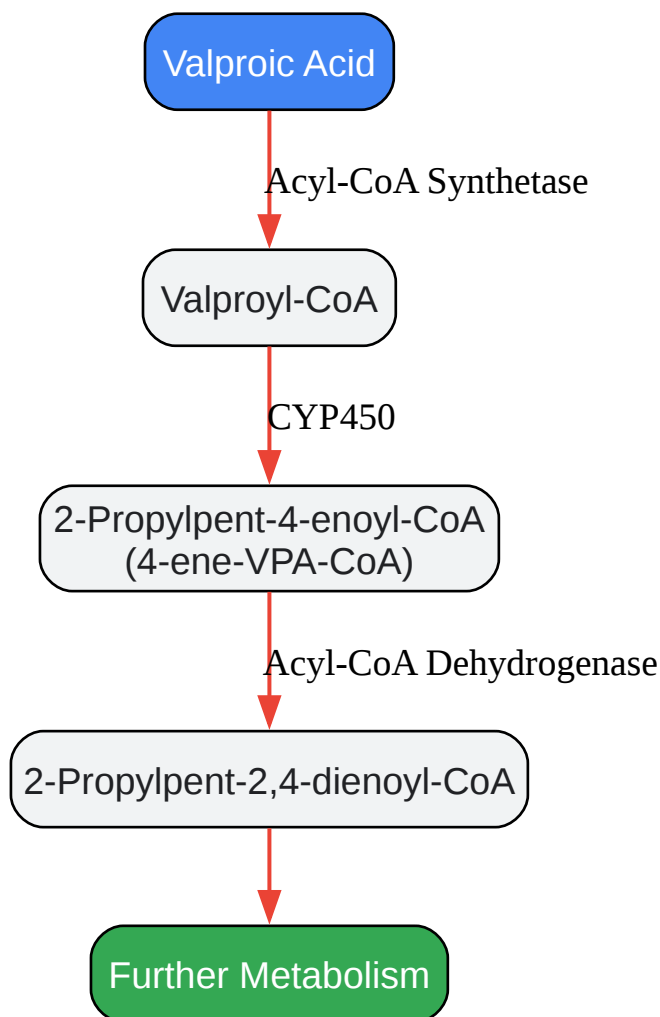 Valproic Acid
Acyl-CoA Synthetase
Valproyl-CoA
CYP450
2-Propylpent-4-enoyl-CoA
(4-ene-VPA-CoA)
Acyl-CoA Dehydrogenase
2-Propylpent-2,4-dienoyl-CoA
Further Metabolism